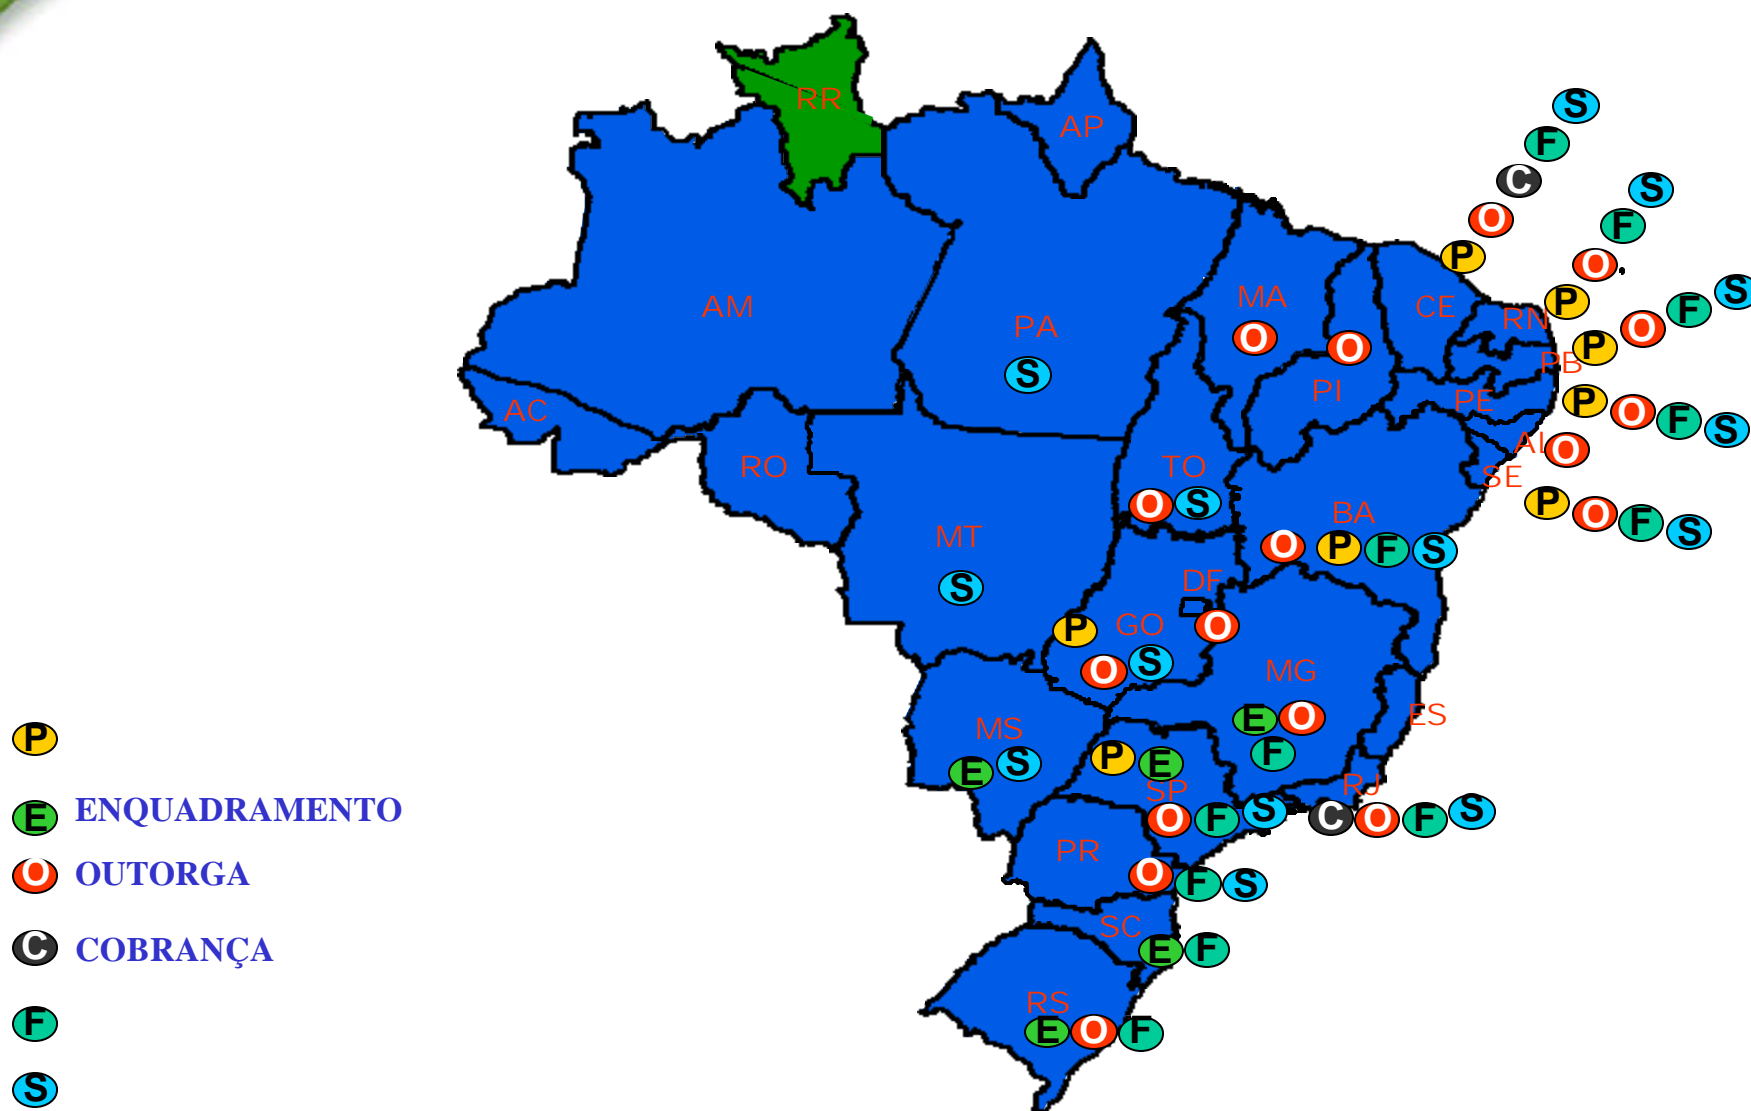 S
F
C
O
P
S
F
O
P
S
F
O
P
P
O
F
S
O
P
O
F
S
RR
AP
AM
PA
S
MA
O
O
PI
CE
RN
PB
PE
AL
SE
AC
RO
MT
S
TO
O S
BA
O P F S
DF
O
GO
P
O S
MG
E O
F
ES
MS
E S
P E
SP
O F S
RJ
C O F S
PR
O F S
SC
E F
RS
E O F
P
E ENQUADRAMENTO
O OUTORGA
C COBRANÇA
F
S